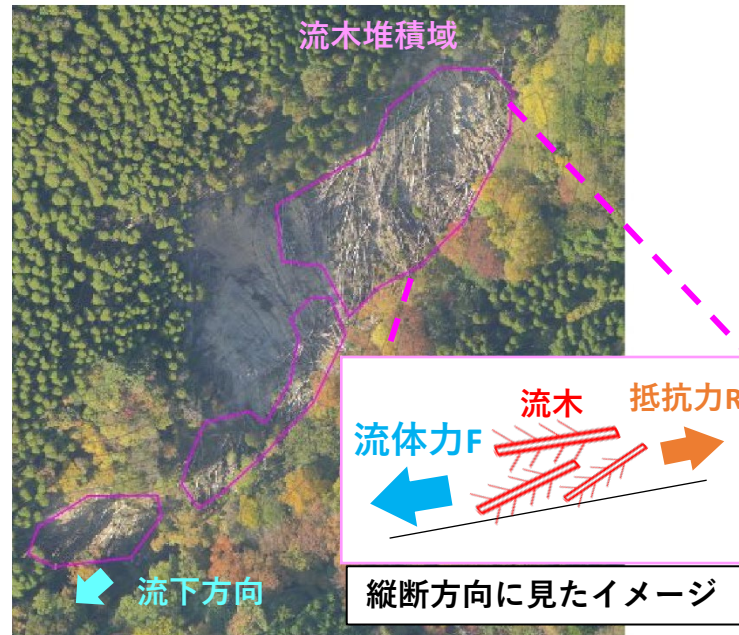 流木堆積域
流木
抵抗力R
流体力F
流下方向
縦断方向に見たイメージ